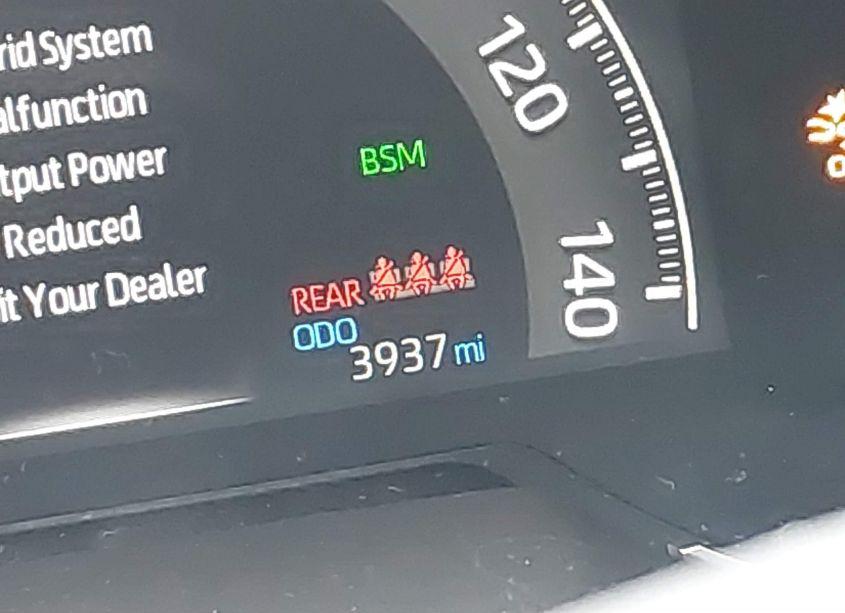 rid System
alfunction
tput Power
Reduced
it Your Dealer
120
BSM
140
REAR
ODO
3937 mi